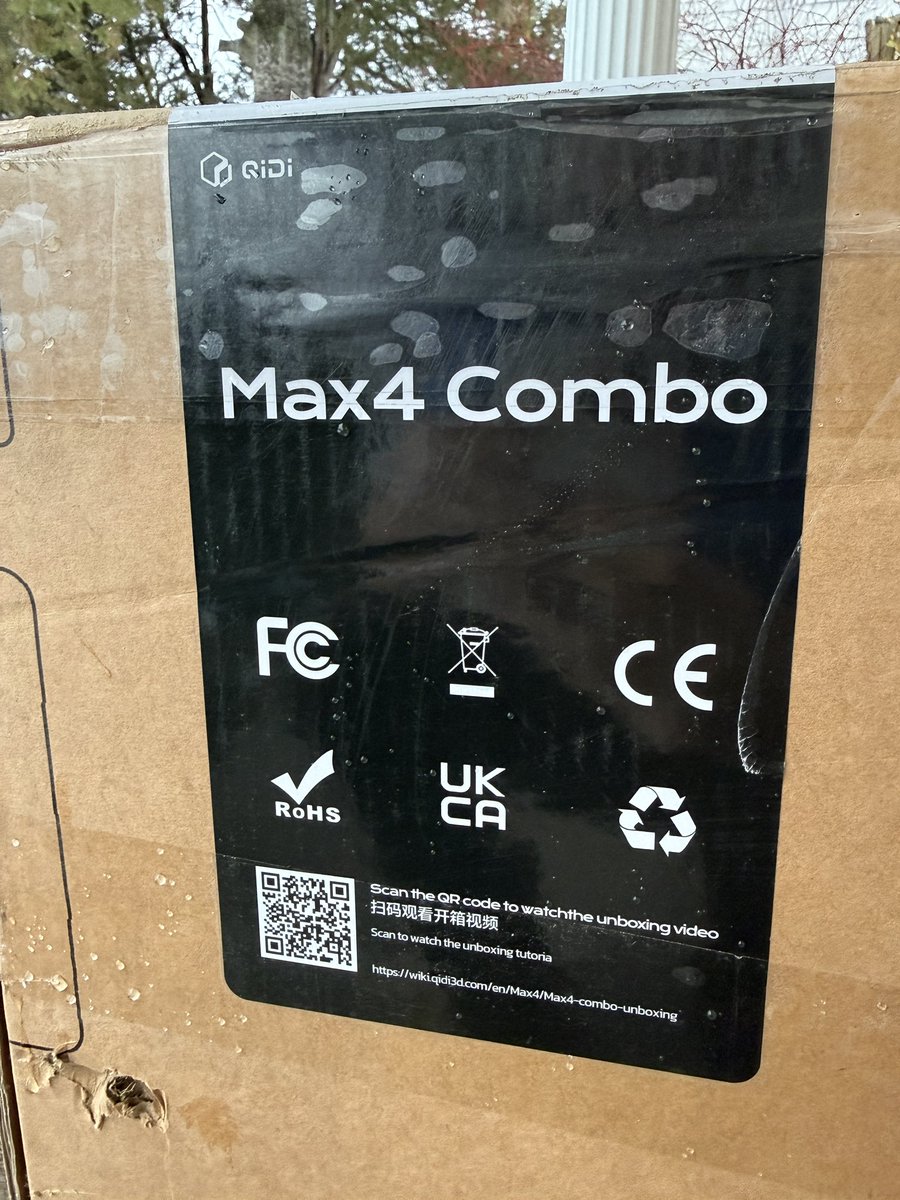 QIDI
Max4 Combo
FC
CE
RoHS
UK
CA
Scan the QR code to watchthe unboxing video
扫码观看开箱视频
Scan to watch the unboxing tutoria
https://wiki.qidi3d.com/en/Max4/Max4-combo-unboxing